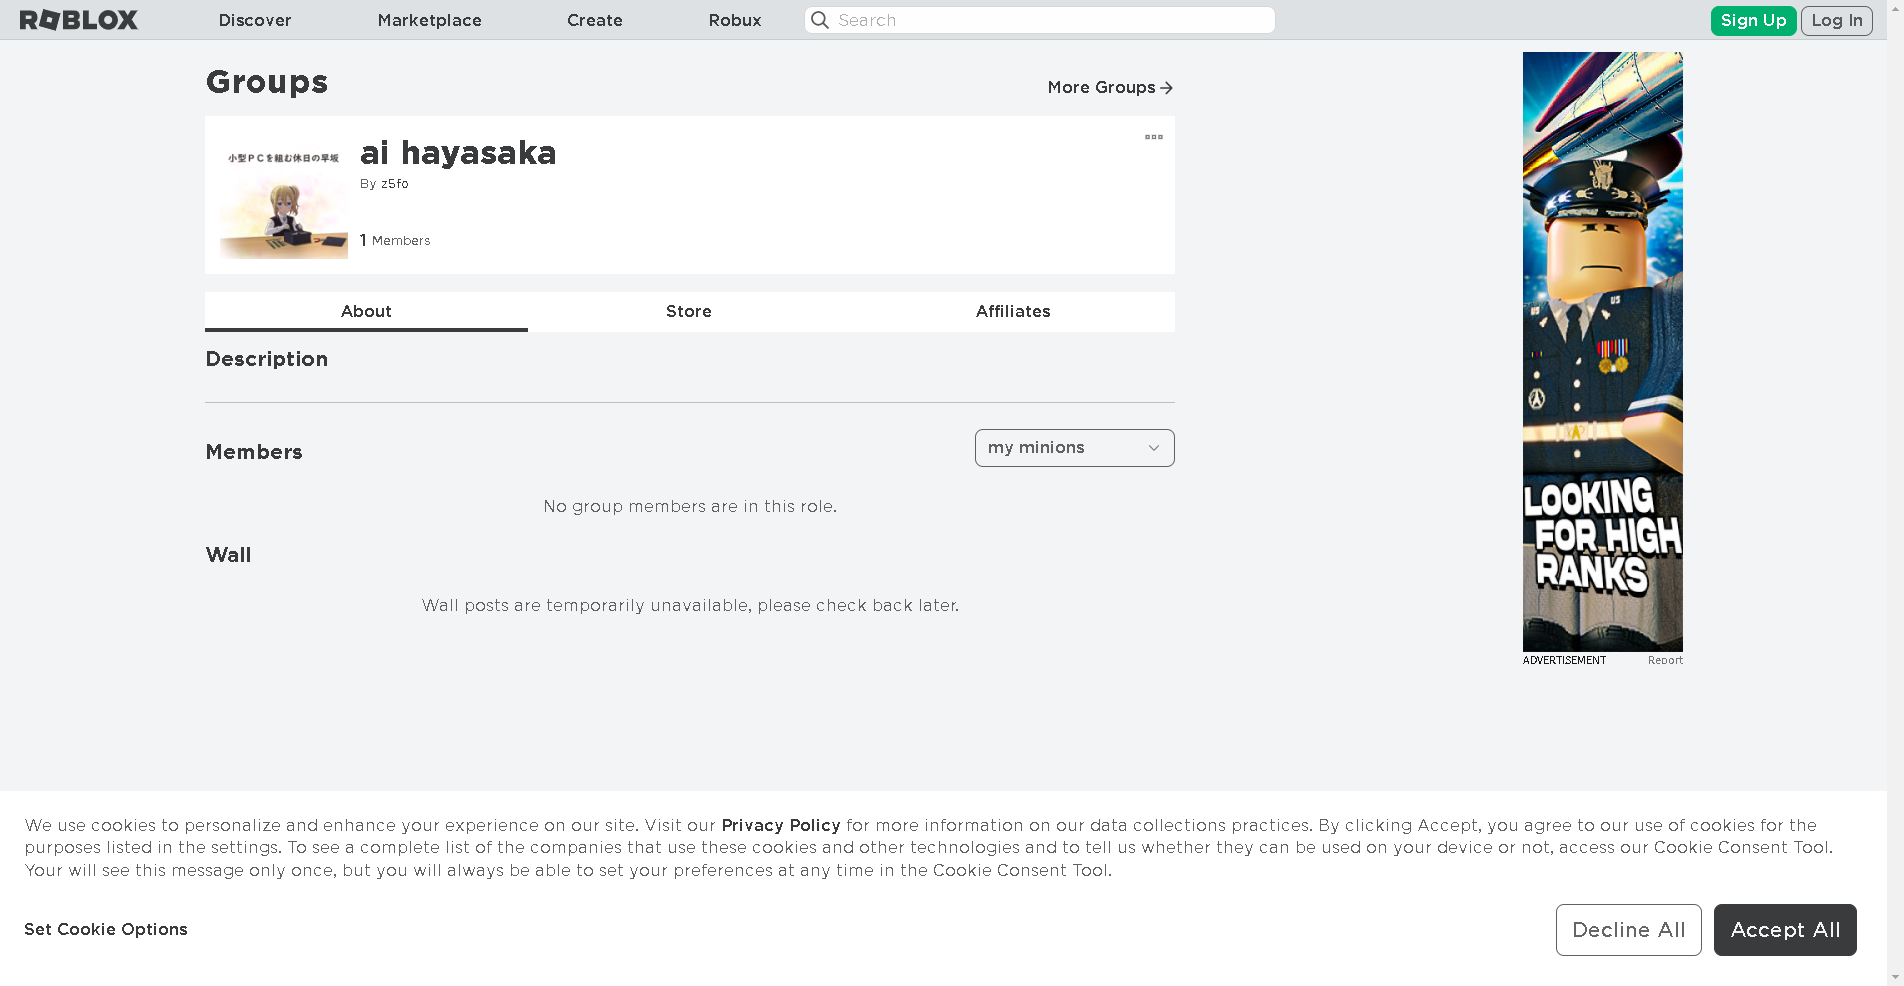 ROBLOX
Discover
Marketplace
Create
Robux
Search
Sign Up
Log In
Groups
More Groups
小型PCを組む休日の早坂
ai hayasaka
By z5fo
1 Members
About
Store
Affiliates
Description
Members
my minions
No group members are in this role.
Wall
Wall posts are temporarily unavailable, please check back later.
US
US
LOOKING
FOR HIGH
RANKS
ADVERTISEMENT
Report
We use cookies to personalize and enhance your experience on our site. Visit our Privacy Policy for more information on our data collections practices. By clicking Accept, you agree to our use of cookies for the
purposes listed in the settings. To see a complete list of the companies that use these cookies and other technologies and to tell us whether they can be used on your device or not, access our Cookie Consent Tool.
Your will see this message only once, but you will always be able to set your preferences at any time in the Cookie Consent Tool.
Set Cookie Options
Decline All
Accept All